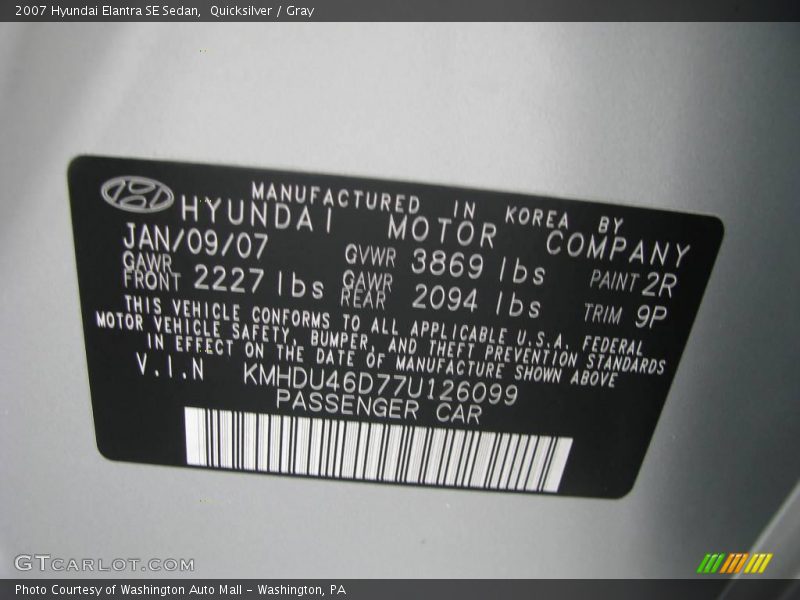 2007 Hyundai Elantra SE Sedan,  Quicksilver / Gray
MANUFACTURED IN KOREA BY
HYUNDAI MOTOR COMPANY
JAN/09/07 GVWR 3869 lbs PAINT 2R
GAWR FRONT 2227 lbs GAWR REAR 2094 lbs TRIM 9P
THIS VEHICLE CONFORMS TO ALL APPLICABLE U.S.A. FEDERAL
MOTOR VEHICLE SAFETY, BUMPER, AND THEFT PREVENTION STANDARDS
IN EFFECT ON THE DATE OF MANUFACTURE SHOWN ABOVE
V.I.N KMHDU46D77U126099
PASSENGER CAR
GTCARLOT.COM
Photo Courtesy of Washington Auto Mall - Washington, PA